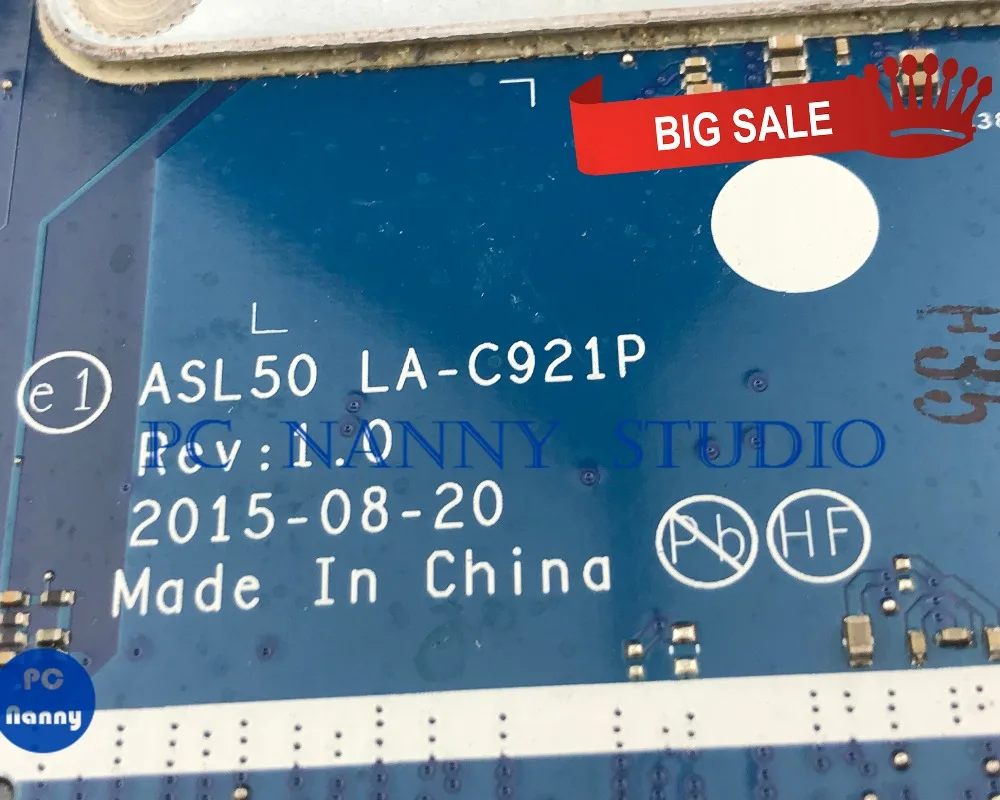 BIG SALE
e1
ASL50 LA-C921P
Rev:1.0
PC NANNY STUDIO
2015-08-20
Pb HF
Made In China
PC
nanny